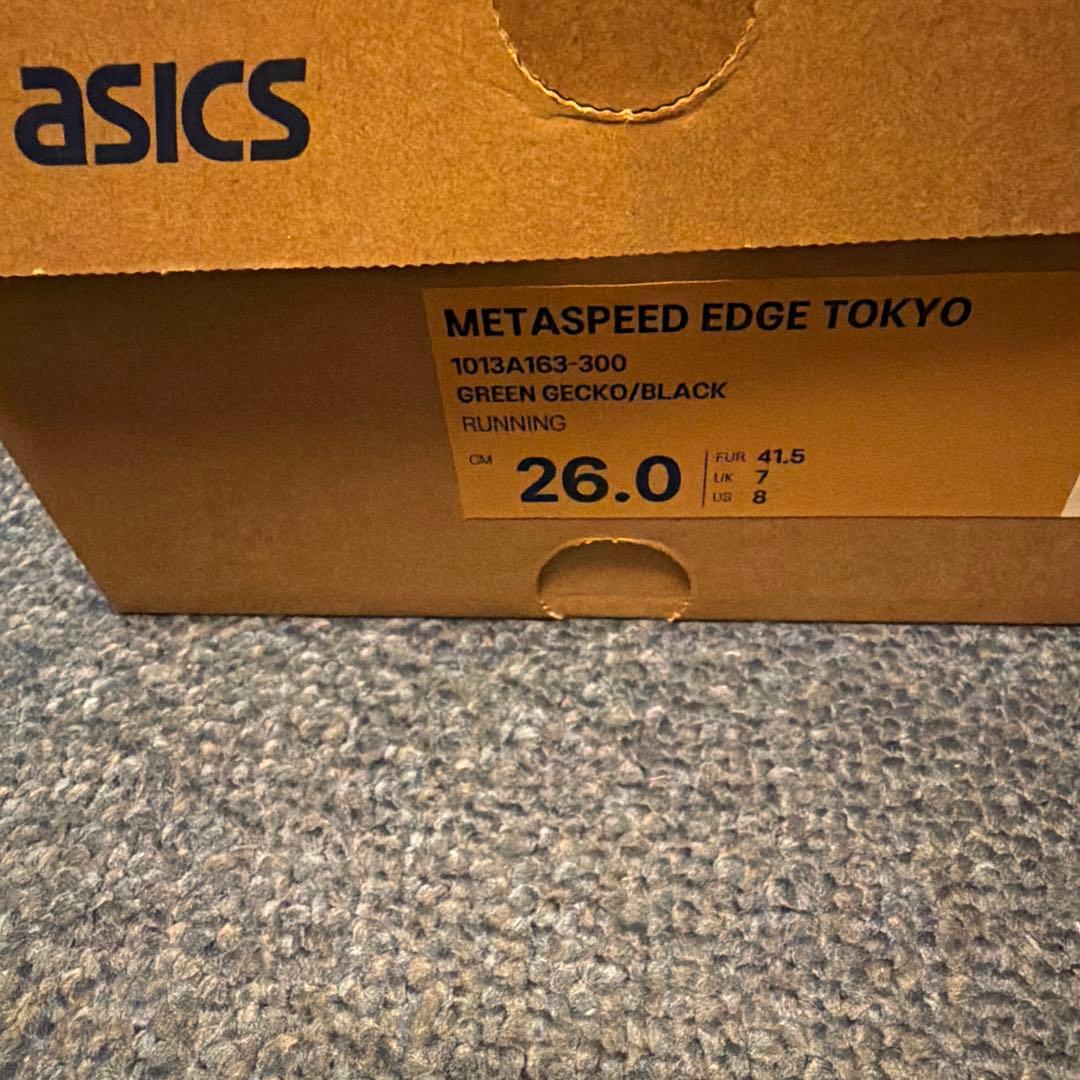 asics
METASPEED EDGE TOKYO
1013A163-300
GREEN GECKO/BLACK
RUNNING
CM 26.0
EUR 41.5
UK 7
US 8